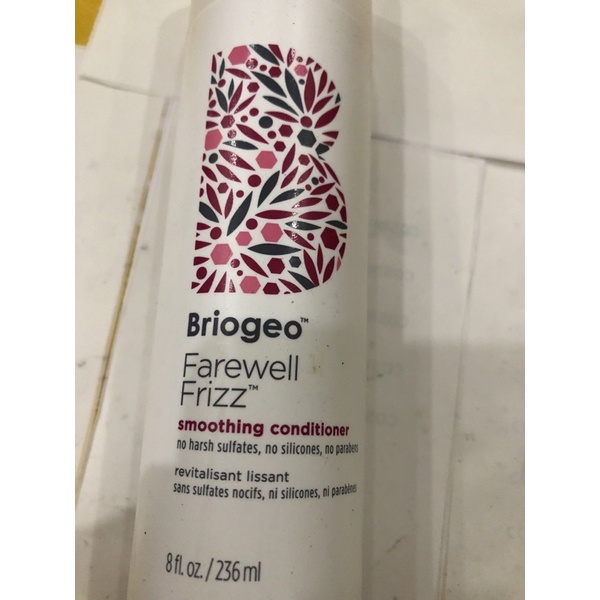 Briogeo™
Farewell
Frizz™
smoothing conditioner
no harsh sulfates, no silicones, no parabens
revitalisant lissant
sans sulfates nocifs, ni silicones, ni parabènes
8 fl. oz. / 236 ml